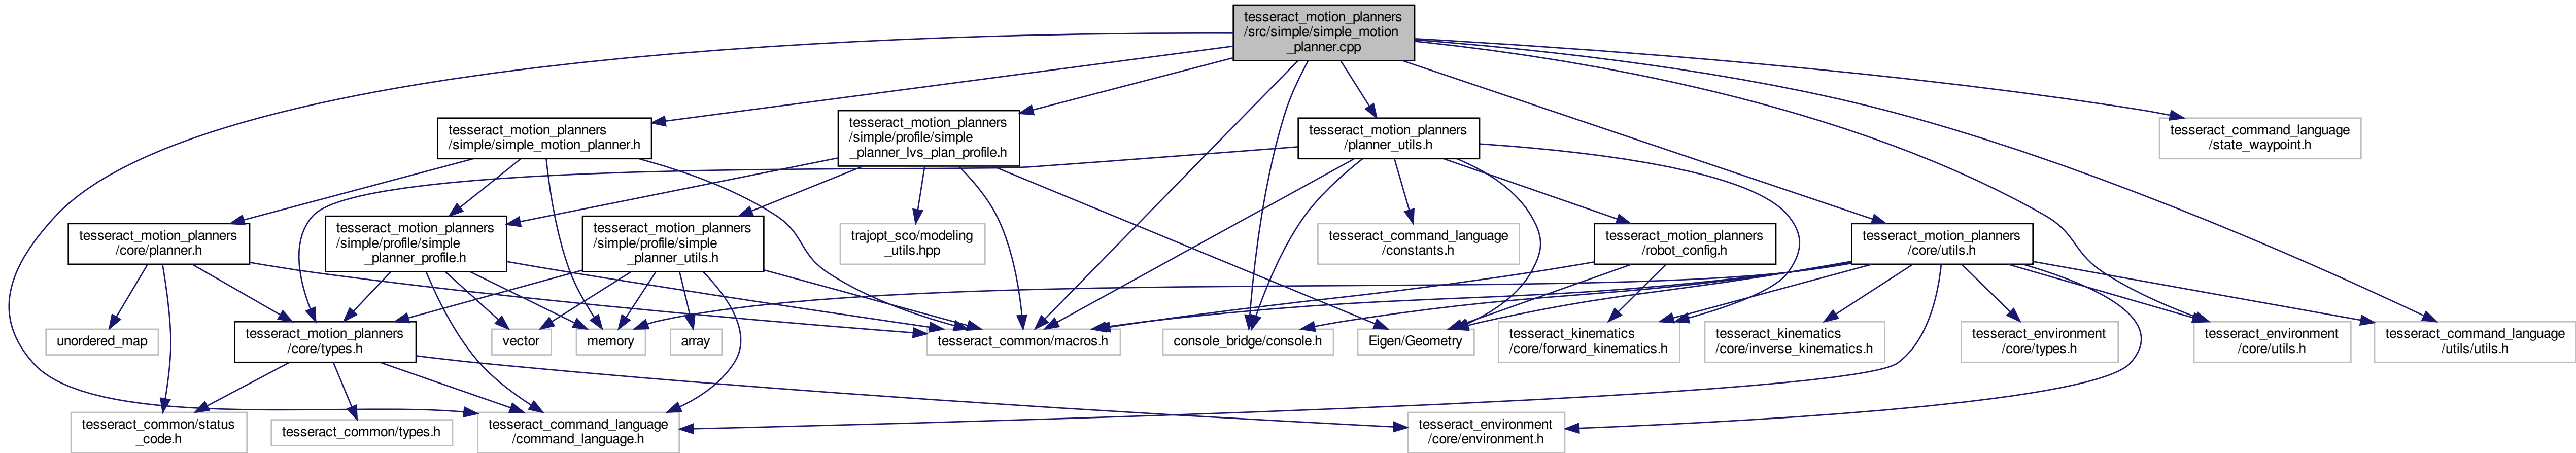 tesseract_motion_planners
/src/simple/simple_motion
_planner.cpp
tesseract_motion_planners
/simple/simple_motion_planner.h
tesseract_motion_planners
/simple/profile/simple
_planner_lvs_plan_profile.h
tesseract_motion_planners
/planner_utils.h
tesseract_command_language
/state_waypoint.h
tesseract_motion_planners
/core/planner.h
tesseract_motion_planners
/simple/profile/simple
_planner_profile.h
tesseract_motion_planners
/simple/profile/simple
_planner_utils.h
trajopt_sco/modeling
_utils.hpp
tesseract_command_language
/constants.h
tesseract_motion_planners
/robot_config.h
tesseract_motion_planners
/core/utils.h
unordered_map
tesseract_motion_planners
/core/types.h
vector
memory
array
tesseract_common/macros.h
console_bridge/console.h
Eigen/Geometry
tesseract_kinematics
/core/forward_kinematics.h
tesseract_kinematics
/core/inverse_kinematics.h
tesseract_environment
/core/types.h
tesseract_environment
/core/utils.h
tesseract_command_language
/utils/utils.h
tesseract_common/status
_code.h
tesseract_common/types.h
tesseract_command_language
/command_language.h
tesseract_environment
/core/environment.h